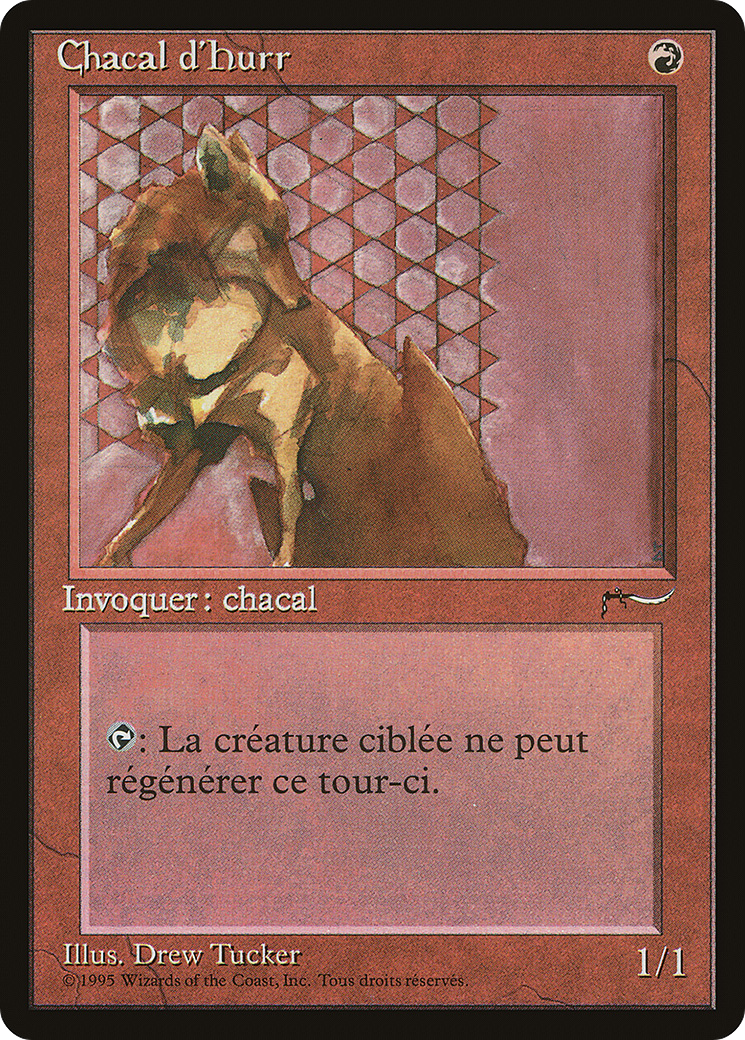 Chacal d'hurr
Invoquer : chacal
: La créature ciblée ne peut
régénérer ce tour-ci.
Illus. Drew Tucker
1/1
© 1995 Wizards of the Coast, Inc. Tous droits réservés.